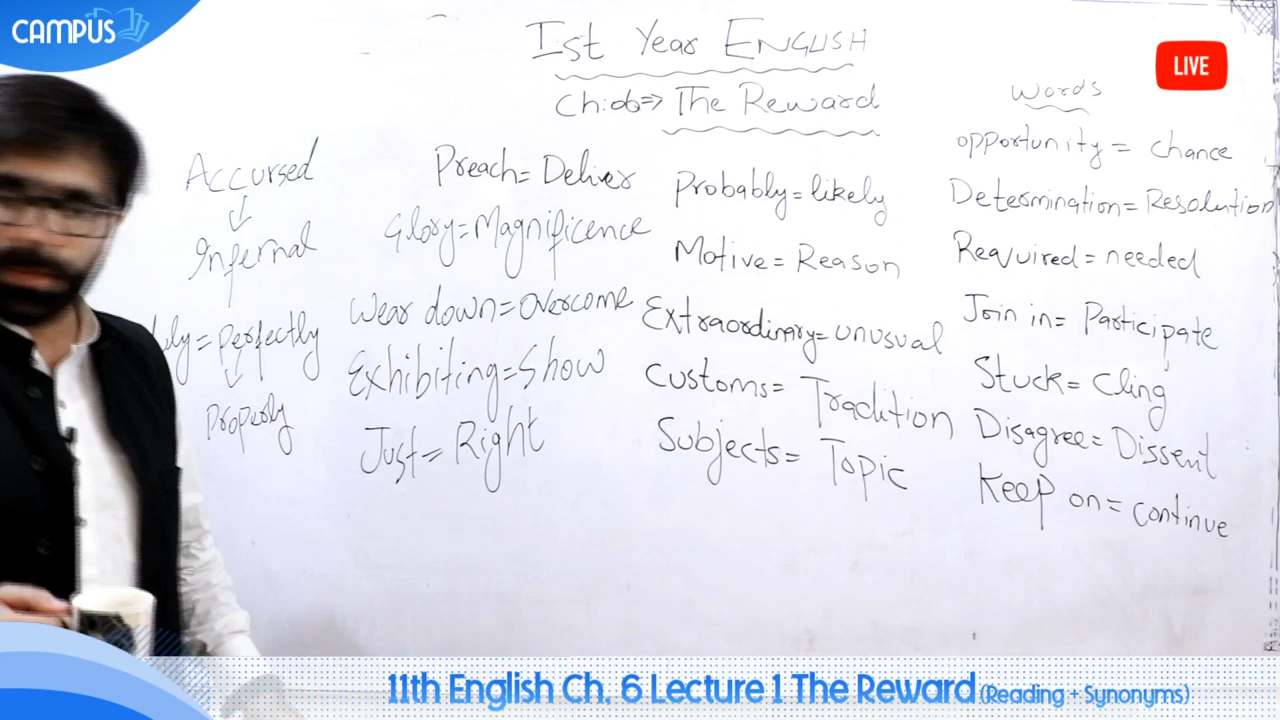 CAMPUS
LIVE
Ist Year ENGLISH
Ch:06⇒ The Reward
Words
opportunity = chance
Determination = Resolution
Required = needed
Join in = Participate
Stuck = Cling
Disagree = Dissent
Keep on = continue
Probably = likely
Motive = Reason
Extraordinary = unusual
Customs = Tradition
Subjects = Topic
Preach = Deliver
Glory = Magnificence
Wear down = overcome
Exhibiting = Show
Just = Right
Accursed
↓
Infernal
= perfectly
↓
Properly
11th English Ch. 6 Lecture 1 The Reward (Reading + Synonyms)